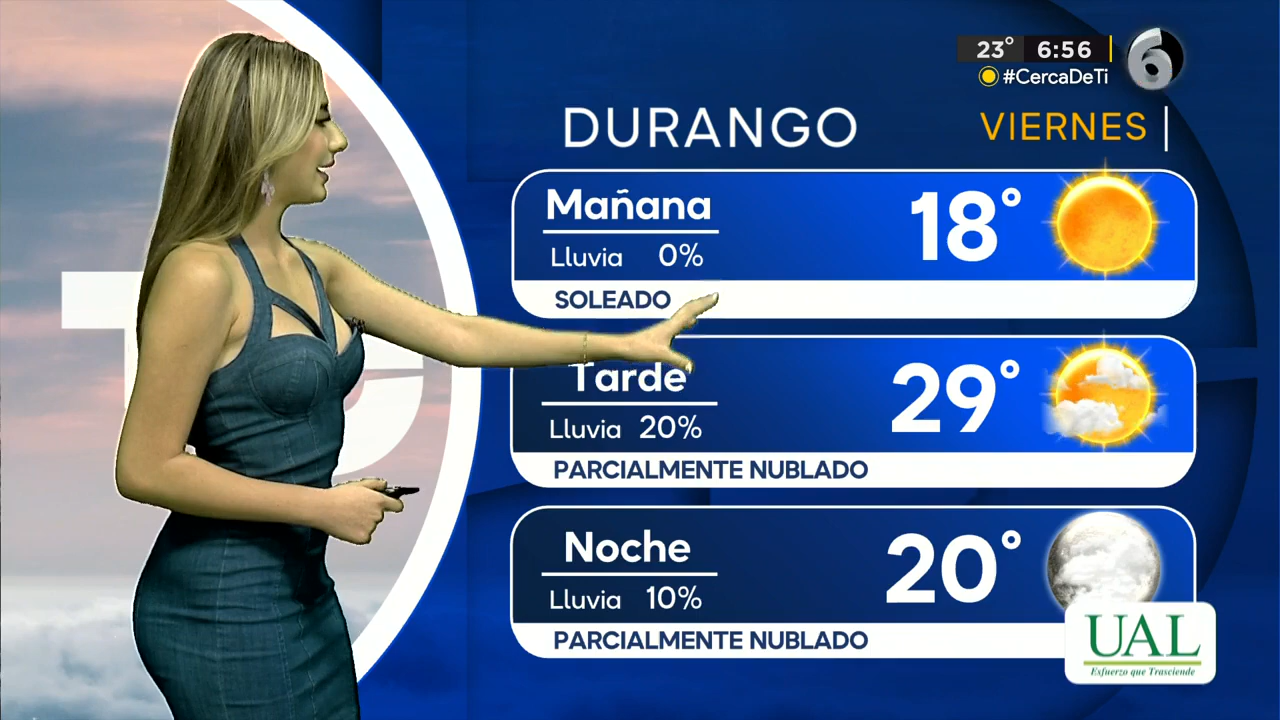 23° 6:56
6
#CercaDeTi
DURANGO
VIERNES
Mañana
18°
Lluvia 0%
SOLEADO
Tarde
29°
Lluvia 20%
PARCIALMENTE NUBLADO
Noche
20°
Lluvia 10%
PARCIALMENTE NUBLADO
UAL
Esfuerzo que Trasciende